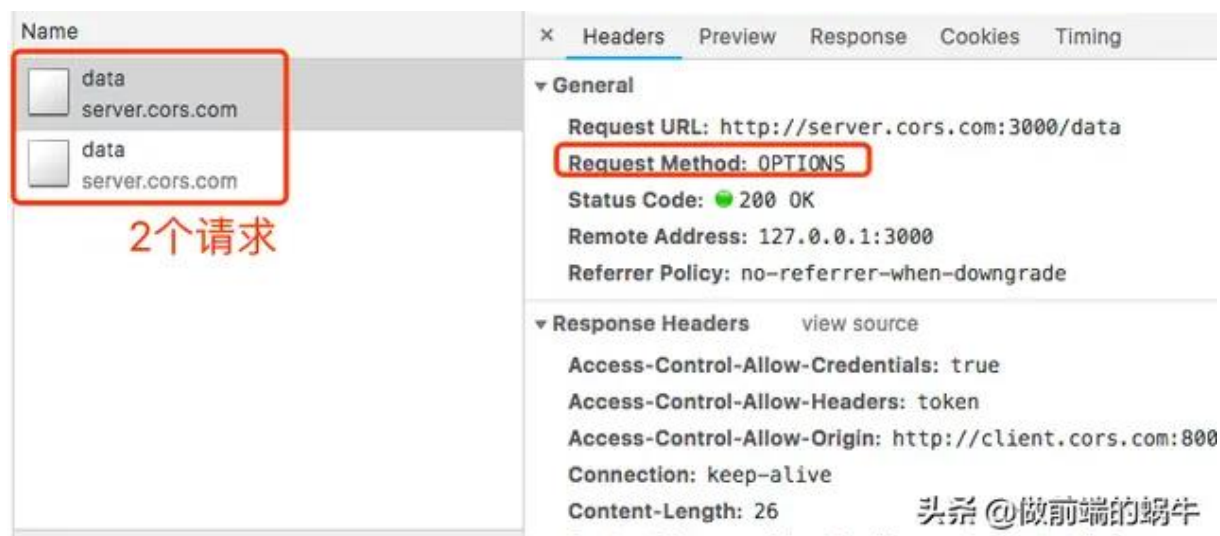 Name
data
server.cors.com
data
server.cors.com
2个请求
× Headers Preview Response Cookies Timing
General
Request URL: http://server.cors.com:3000/data
Request Method: OPTIONS
Status Code: 200 OK
Remote Address: 127.0.0.1:3000
Referrer Policy: no-referrer-when-downgrade
Response Headers view source
Access-Control-Allow-Credentials: true
Access-Control-Allow-Headers: token
Access-Control-Allow-Origin: http://client.cors.com:800
Connection: keep-alive
Content-Length: 26
头条 @做前端的蜗牛